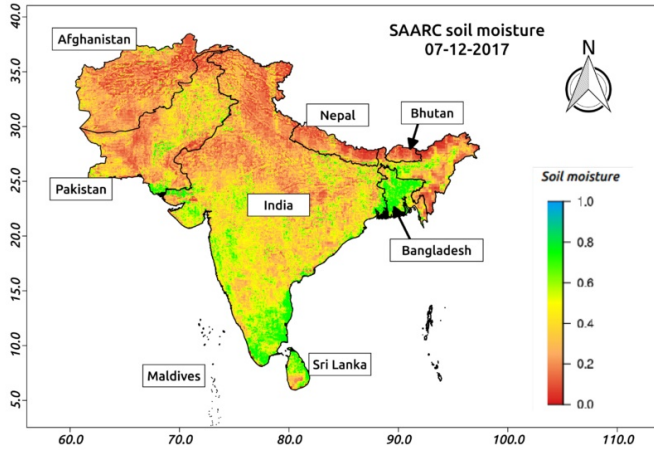 SAARC soil moisture
07-12-2017
N
40.0
35.0
30.0
25.0
20.0
15.0
10.0
5.0
Afghanistan
Nepal
Bhutan
Pakistan
India
Bangladesh
Maldives
Sri Lanka
Soil moisture
1.0
0.8
0.6
0.4
0.2
0.0
60.0 70.0 80.0 90.0 100.0 110.0